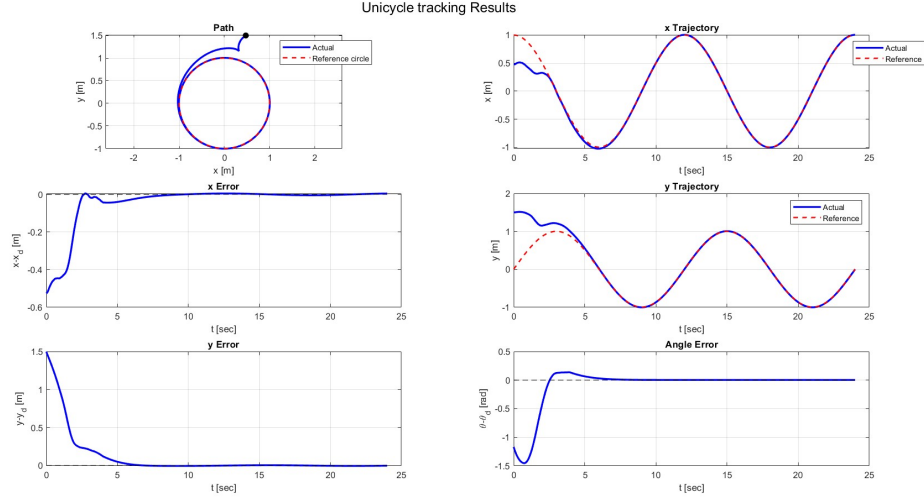 Unicycle tracking Results
Path
1.5
1
0.5
0
-0.5
-1
y [m]
-2
-1
0
1
2
x [m]
Actual
Reference circle
x Trajectory
1
0.5
0
-0.5
-1
x [m]
0
5
10
15
20
25
t [sec]
Actual
Reference
x Error
0
-0.2
-0.4
-0.6
x-x_d [m]
0
5
10
15
20
25
t [sec]
y Trajectory
2
1
0
-1
y [m]
0
5
10
15
20
25
t [sec]
Actual
Reference
y Error
1.5
1
0.5
0
y-y_d [m]
0
5
10
15
20
25
t [sec]
Angle Error
0.5
0
-0.5
-1
-1.5
θ-θ_d [rad]
0
5
10
15
20
25
t [sec]